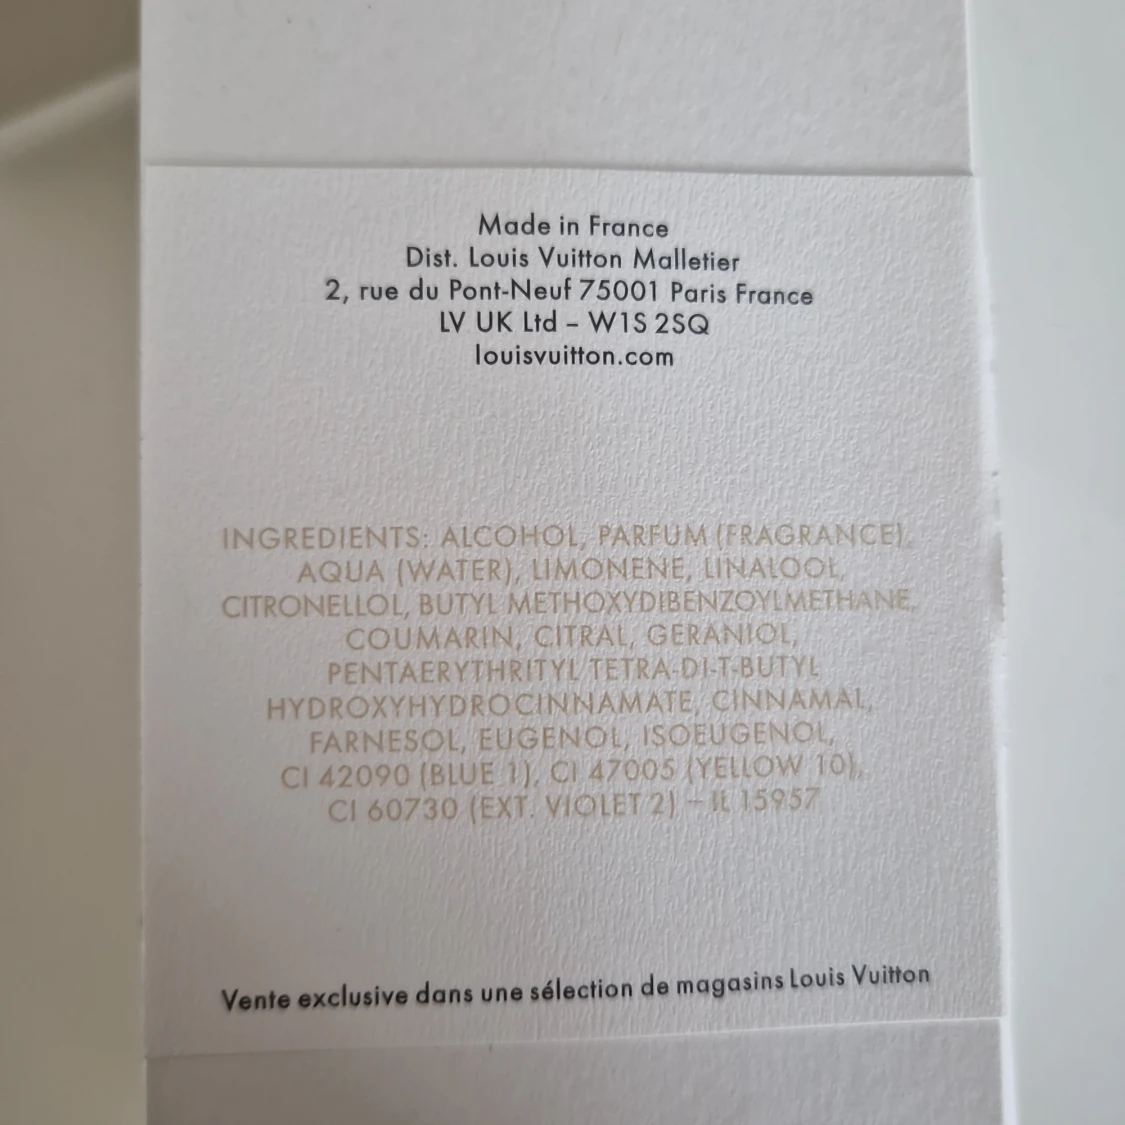 Made in France
Dist. Louis Vuitton Malletier
2, rue du Pont-Neuf 75001 Paris France
LV UK Ltd – W1S 2SQ
louisvuitton.com
INGREDIENTS: ALCOHOL, PARFUM (FRAGRANCE),
AQUA (WATER), LIMONENE, LINALOOL,
CITRONELLOL, BUTYL METHOXYDIBENZOYLMETHANE,
COUMARIN, CITRAL, GERANIOL,
PENTAERYTHRITYL TETRA-DI-T-BUTYL
HYDROXYHYDROCINNAMATE, CINNAMAL,
FARNESOL, EUGENOL, ISOEUGENOL,
CI 42090 (BLUE 1), CI 47005 (YELLOW 10),
CI 60730 (EXT. VIOLET 2) – IL 15957
Vente exclusive dans une sélection de magasins Louis Vuitton